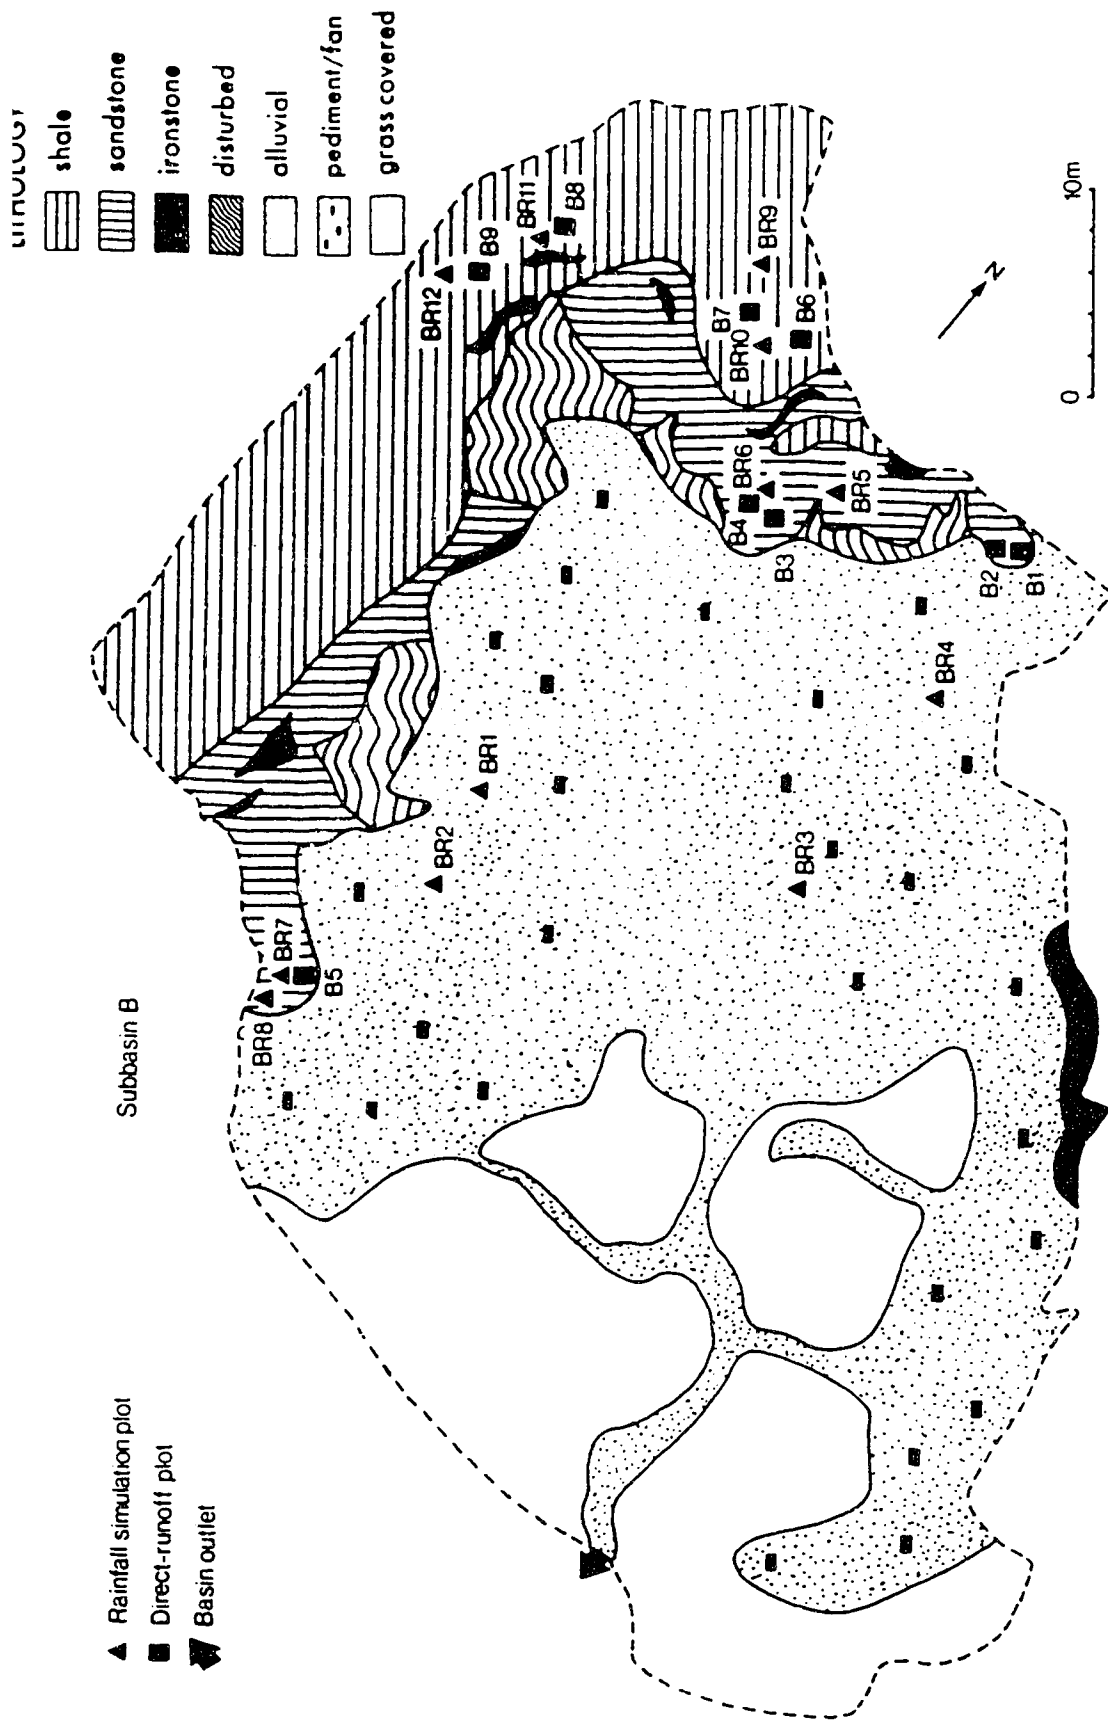 LITHOLOGY
shale
sandstone
ironstone
disturbed
alluvial
pediment/fan
grass covered
Subbasin B
Rainfall simulation plot
Direct-runoff plot
Basin outlet
BR12
B9
BR11
B8
BR9
B7
BR10
B6
BR6
B4
B3
BR5
B2
B1
BR4
BR1
BR2
BR3
BR7
B5
BR8
N
0
10m